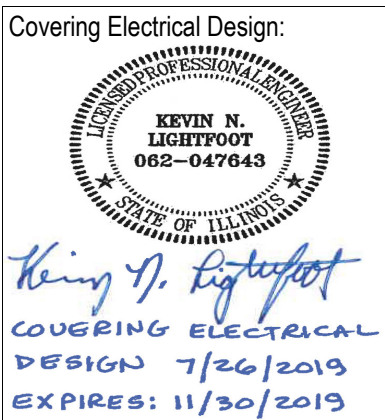 Covering Electrical Design:
LICENSED PROFESSIONAL ENGINEER
KEVIN N.
LIGHTFOOT
062-047643
STATE OF ILLINOIS
Kevin N. Lightfoot
COVERING ELECTRICAL
DESIGN 7/26/2019
EXPIRES: 11/30/2019